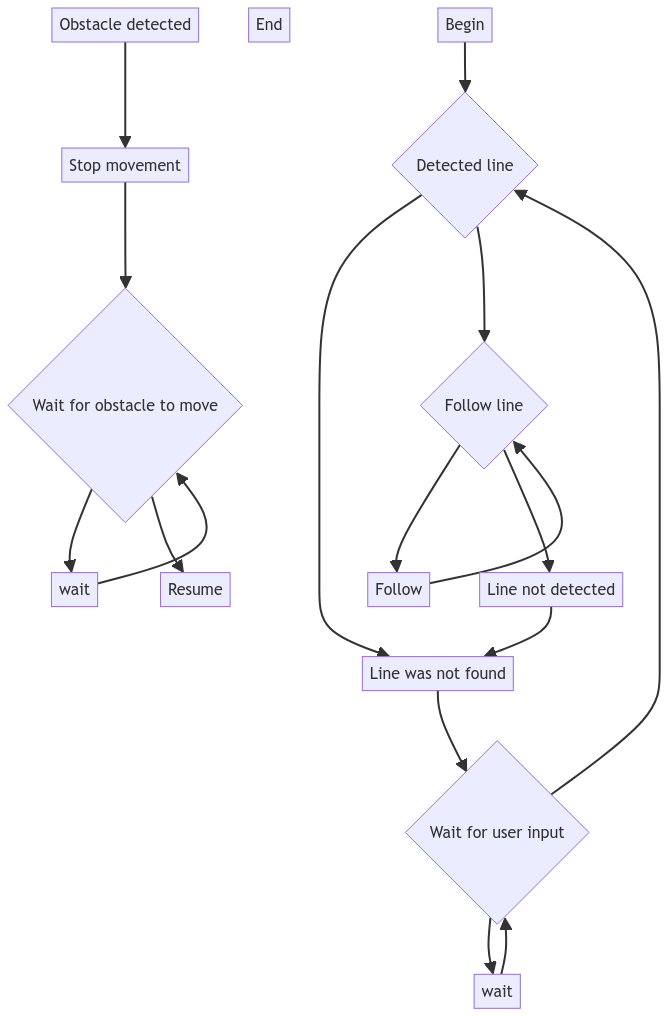 Obstacle detected
End
Begin
Stop movement
Detected line
Wait for obstacle to move
Follow line
wait
Resume
Follow
Line not detected
Line was not found
Wait for user input
wait